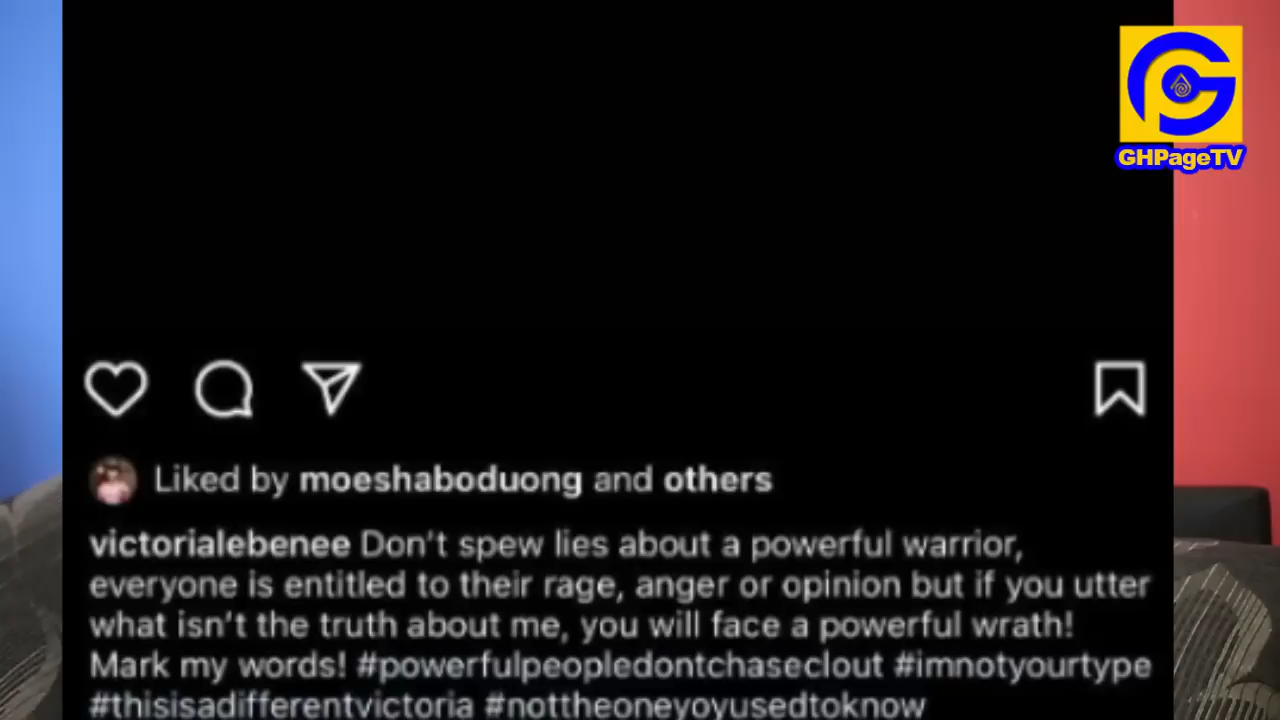 GHPageTV
Liked by moeshaboduong and others
victorialebenee Don't spew lies about a powerful warrior,
everyone is entitled to their rage, anger or opinion but if you utter
what isn't the truth about me, you will face a powerful wrath!
Mark my words! #powerfulpeopledontchaseclout #imnotyourtype
#thisisadifferentvictoria #nottheoneyoyusedtoknow